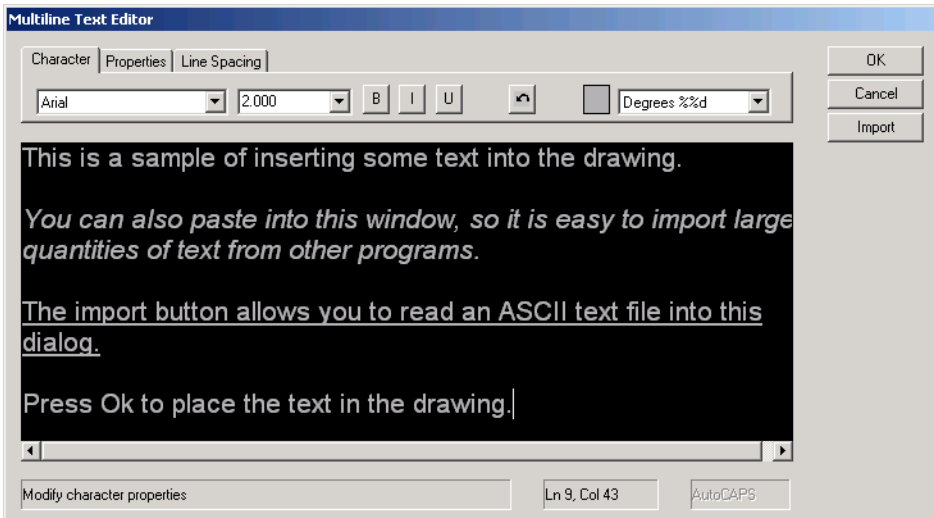 Multiline Text Editor
Character Properties Line Spacing
OK
Arial 2.000 B I U Degrees %%d
Cancel
Import
This is a sample of inserting some text into the drawing.
You can also paste into this window, so it is easy to import large
quantities of text from other programs.
The import button allows you to read an ASCII text file into this
dialog.
Press Ok to place the text in the drawing.
Modify character properties Ln 9, Col 43 AutoCAPS